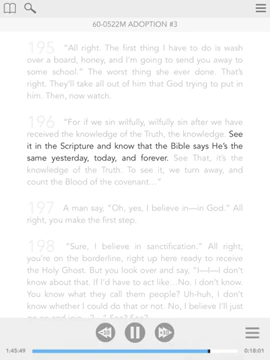 60-0522M ADOPTION #3
195 "All right. The first thing I have to do is wash
over a board, honey, and I'm going to send you away to
some school." The worst thing she ever done. That's
right. They'll take all out of him that God trying to put in
him. Then, now watch.
196 "For if we sin wilfully, wilfully sin after we have
received the knowledge of the Truth, the knowledge. See
it in the Scripture and know that the Bible says He's the
same yesterday, today, and forever. See That, it's the
knowledge of the Truth. To see it, we turn away, and
count the Blood of the covenant..."
197 A man say, "Oh, yes, I believe in—in God." All
right, you make the first step.
198 "Sure, I believe in sanctification." All right,
you're on the borderline, right up here ready to receive
the Holy Ghost. But you look over and say, "I—I—I don't
know about that. If I'd have to act like...No. I don't know.
You know what they call them people? Uh-huh, I don't
know whether I could do that or not. No, I believe I'll just
1:45:49
0:18:01